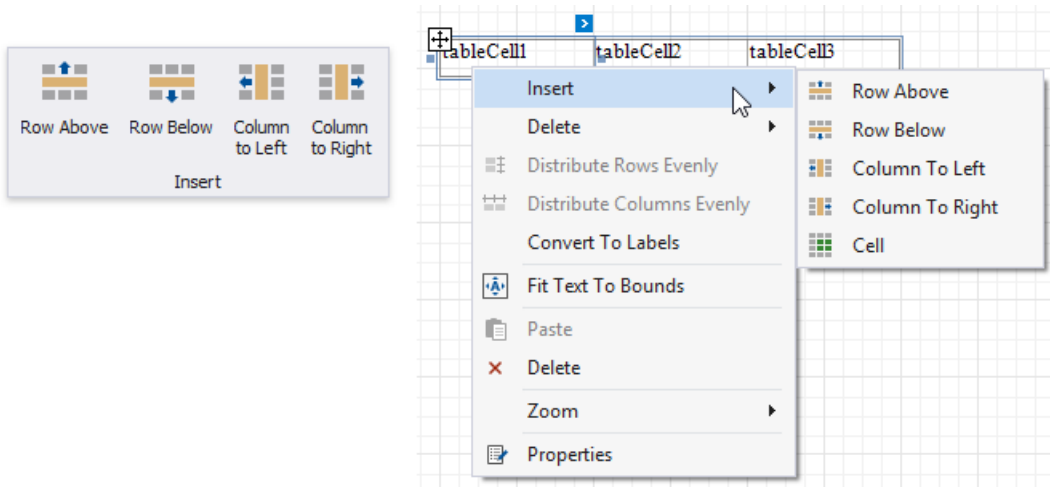 Row Above Row Below Column to Left Column to Right
Insert
tableCell1 tableCell2 tableCell3
Insert
Delete
Distribute Rows Evenly
Distribute Columns Evenly
Convert To Labels
Fit Text To Bounds
Paste
Delete
Zoom
Properties
Row Above
Row Below
Column To Left
Column To Right
Cell